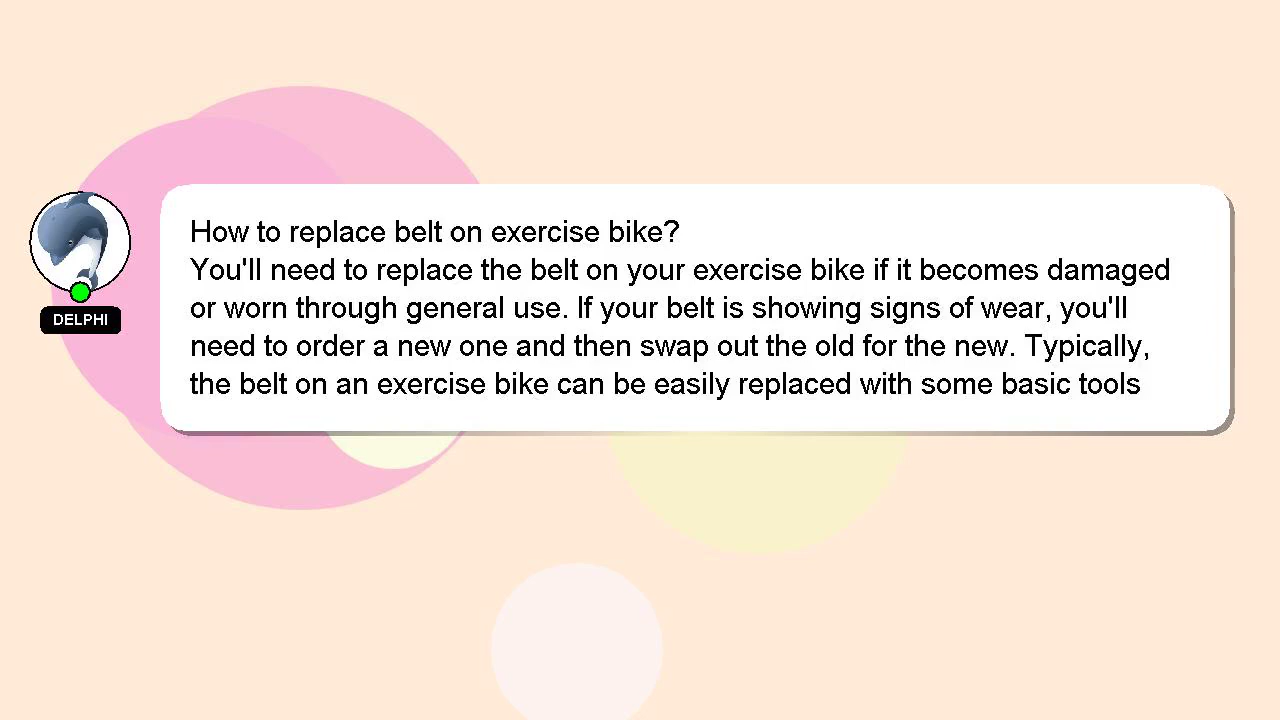 How to replace belt on exercise bike?
You'll need to replace the belt on your exercise bike if it becomes damaged
or worn through general use. If your belt is showing signs of wear, you'll
need to order a new one and then swap out the old for the new. Typically,
the belt on an exercise bike can be easily replaced with some basic tools
DELPHI